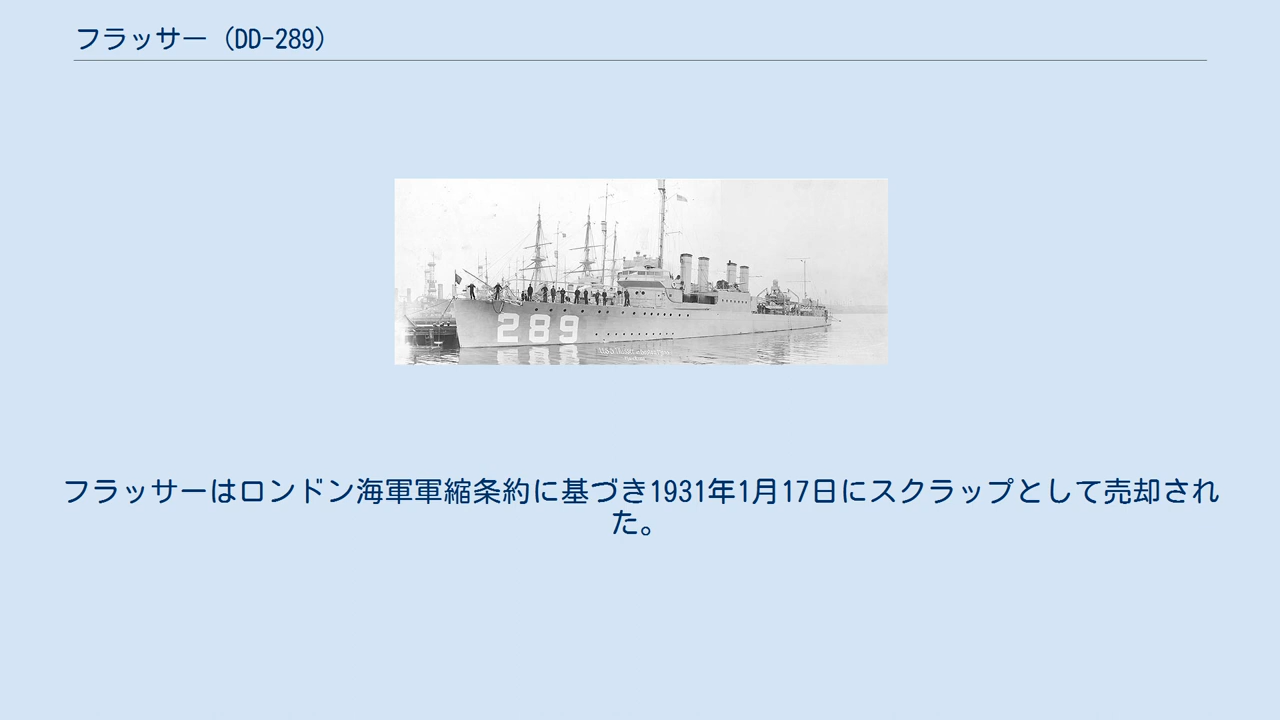 フラッサー（DD-289）
289
フラッサーはロンドン海軍軍縮条約に基づき1931年1月17日にスクラップとして売却され
た。